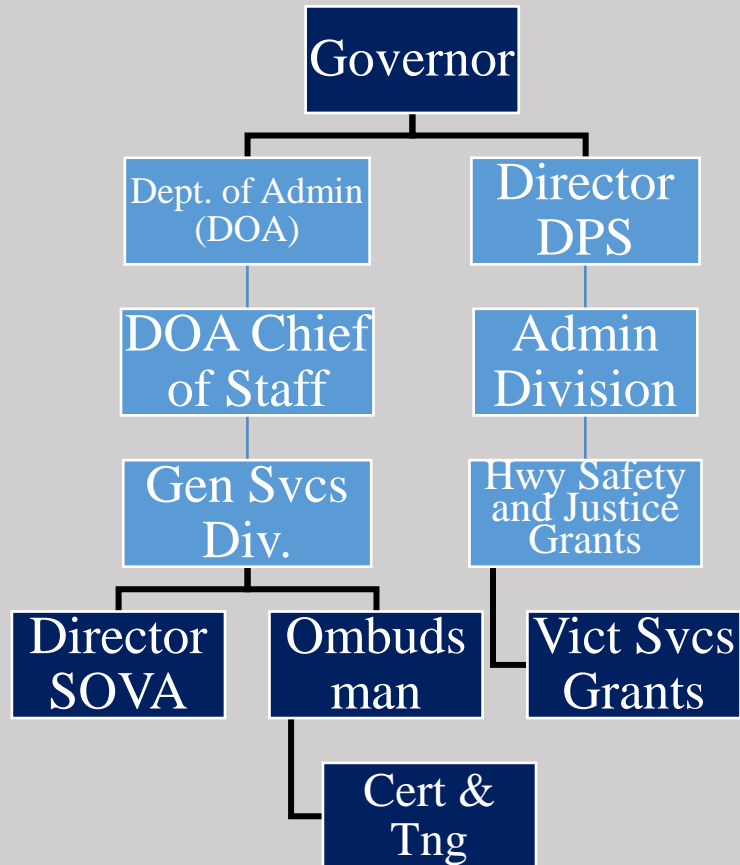 Governor
Dept. of Admin
(DOA)
Director
DPS
DOA Chief
of Staff
Admin
Division
Gen Svcs
Div.
Hwy Safety
and Justice
Grants
Director
SOVA
Ombuds
man
Vict Svcs
Grants
Cert &
Tng